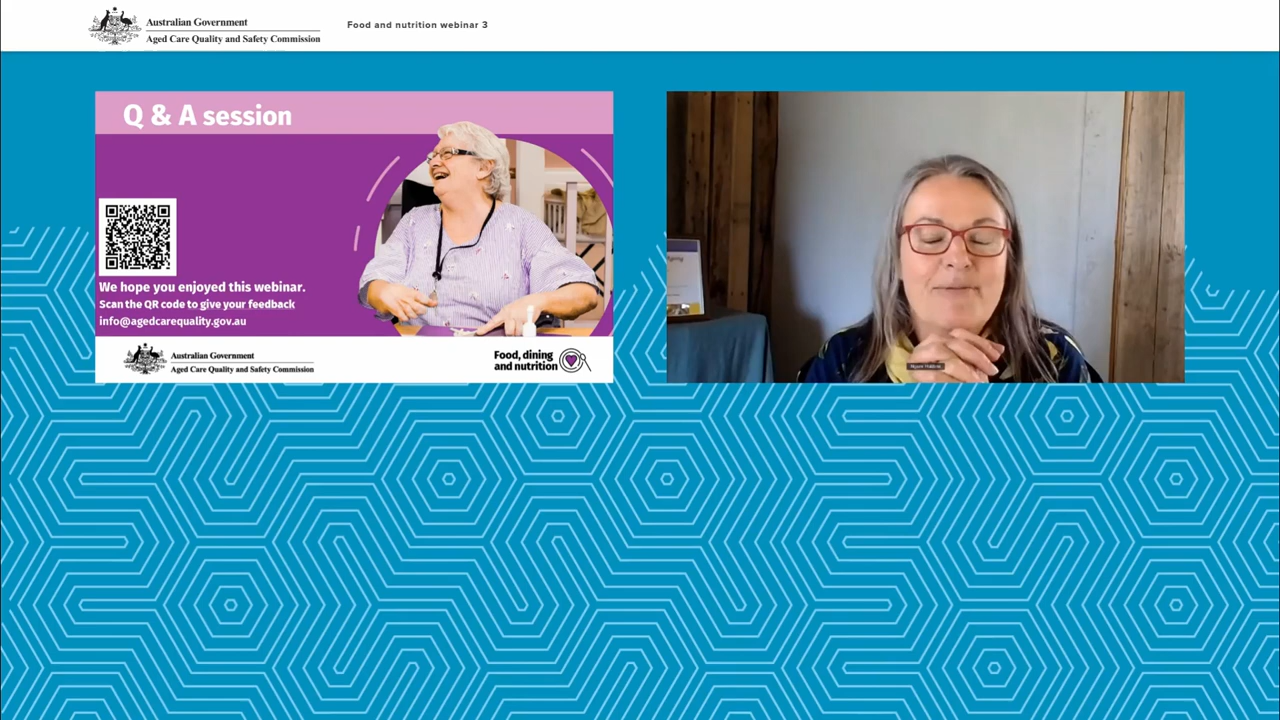 Australian Government
Aged Care Quality and Safety Commission
Food and nutrition webinar 3
Q & A session
We hope you enjoyed this webinar.
Scan the QR code to give your feedback
info@agedcarequality.gov.au
Australian Government
Aged Care Quality and Safety Commission
Food, dining
and nutrition